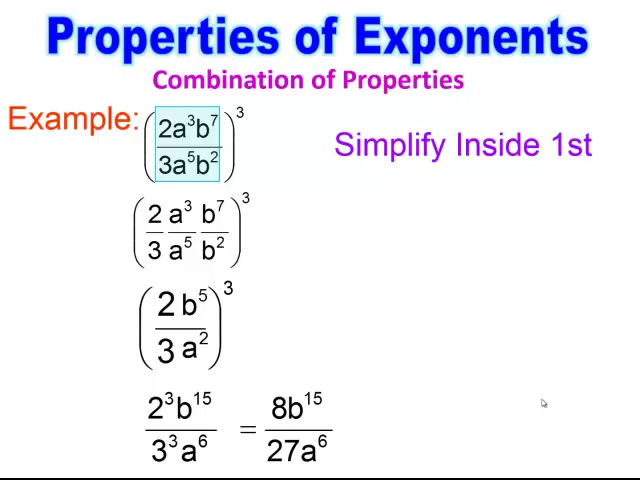 Properties of Exponents
Combination of Properties
Example: (2a³b⁷ / 3a⁵b²)³
Simplify Inside 1st
(2/3 a³/a⁵ b⁷/b²)³
(2b⁵ / 3a²)³
2³b¹⁵ / 3³a⁶ = 8b¹⁵ / 27a⁶